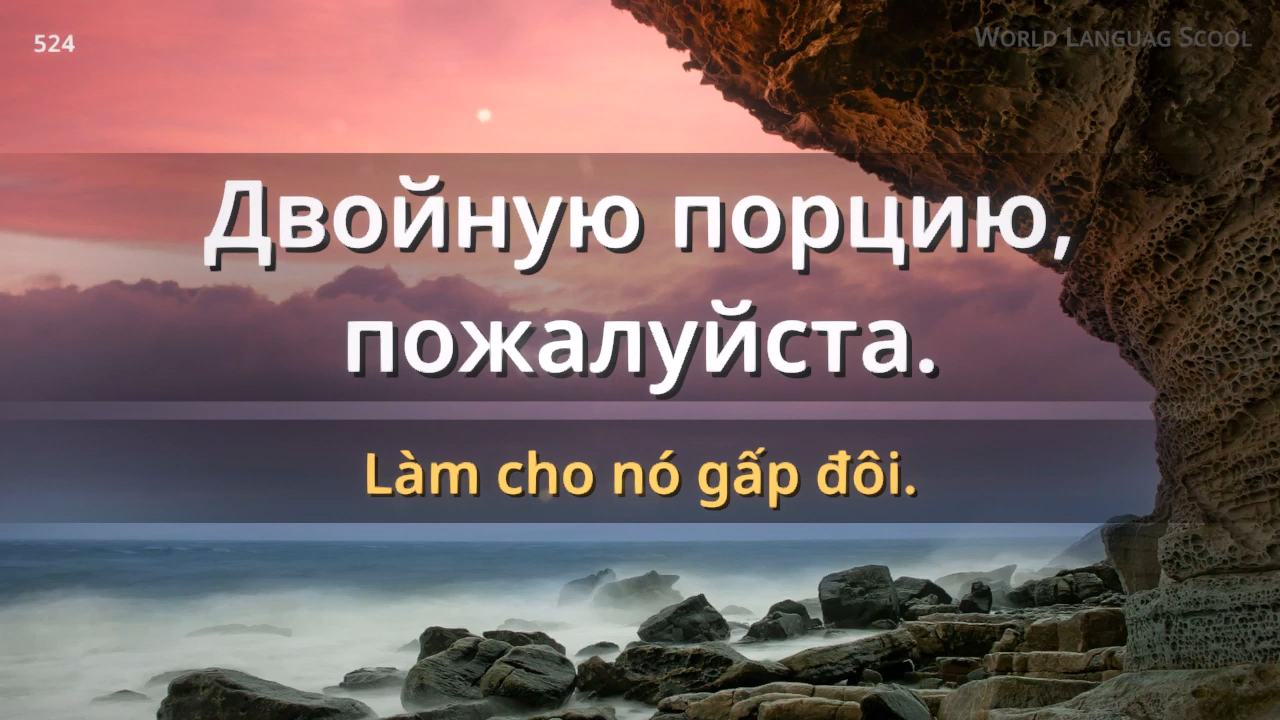 524
World Languag Scool
Двойную порцию,
пожалуйста.
Làm cho nó gấp đôi.